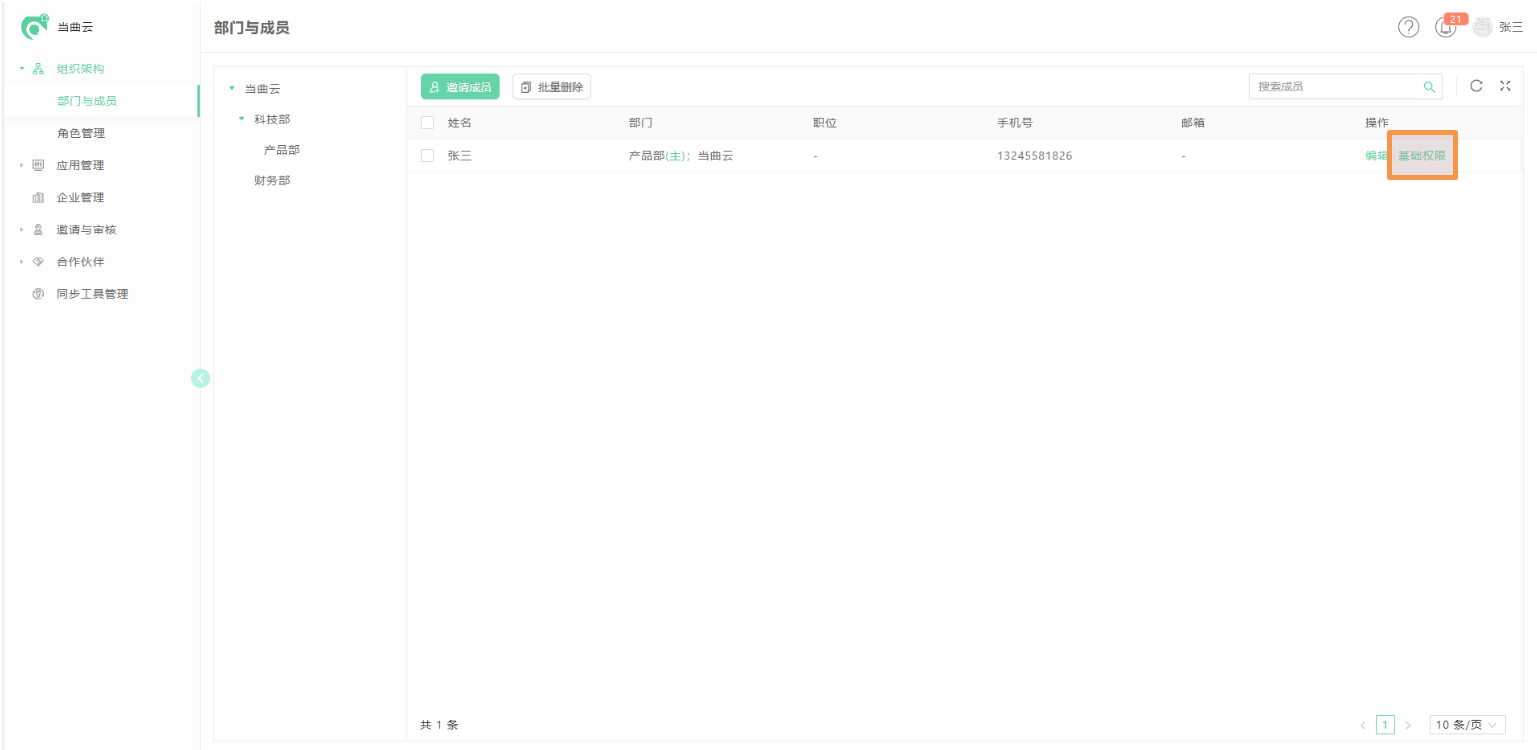 当曲云
部门与成员
21
张三
组织架构
部门与成员
角色管理
应用管理
企业管理
邀请与审核
合作伙伴
同步工具管理
当曲云
科技部
产品部
财务部
邀请成员 批量删除 搜索成员
姓名 部门 职位 手机号 邮箱 操作
张三 产品部(主); 当曲云 - 13245581826 - 编辑 基础权限
共 1 条 < 1 > 10 条/页